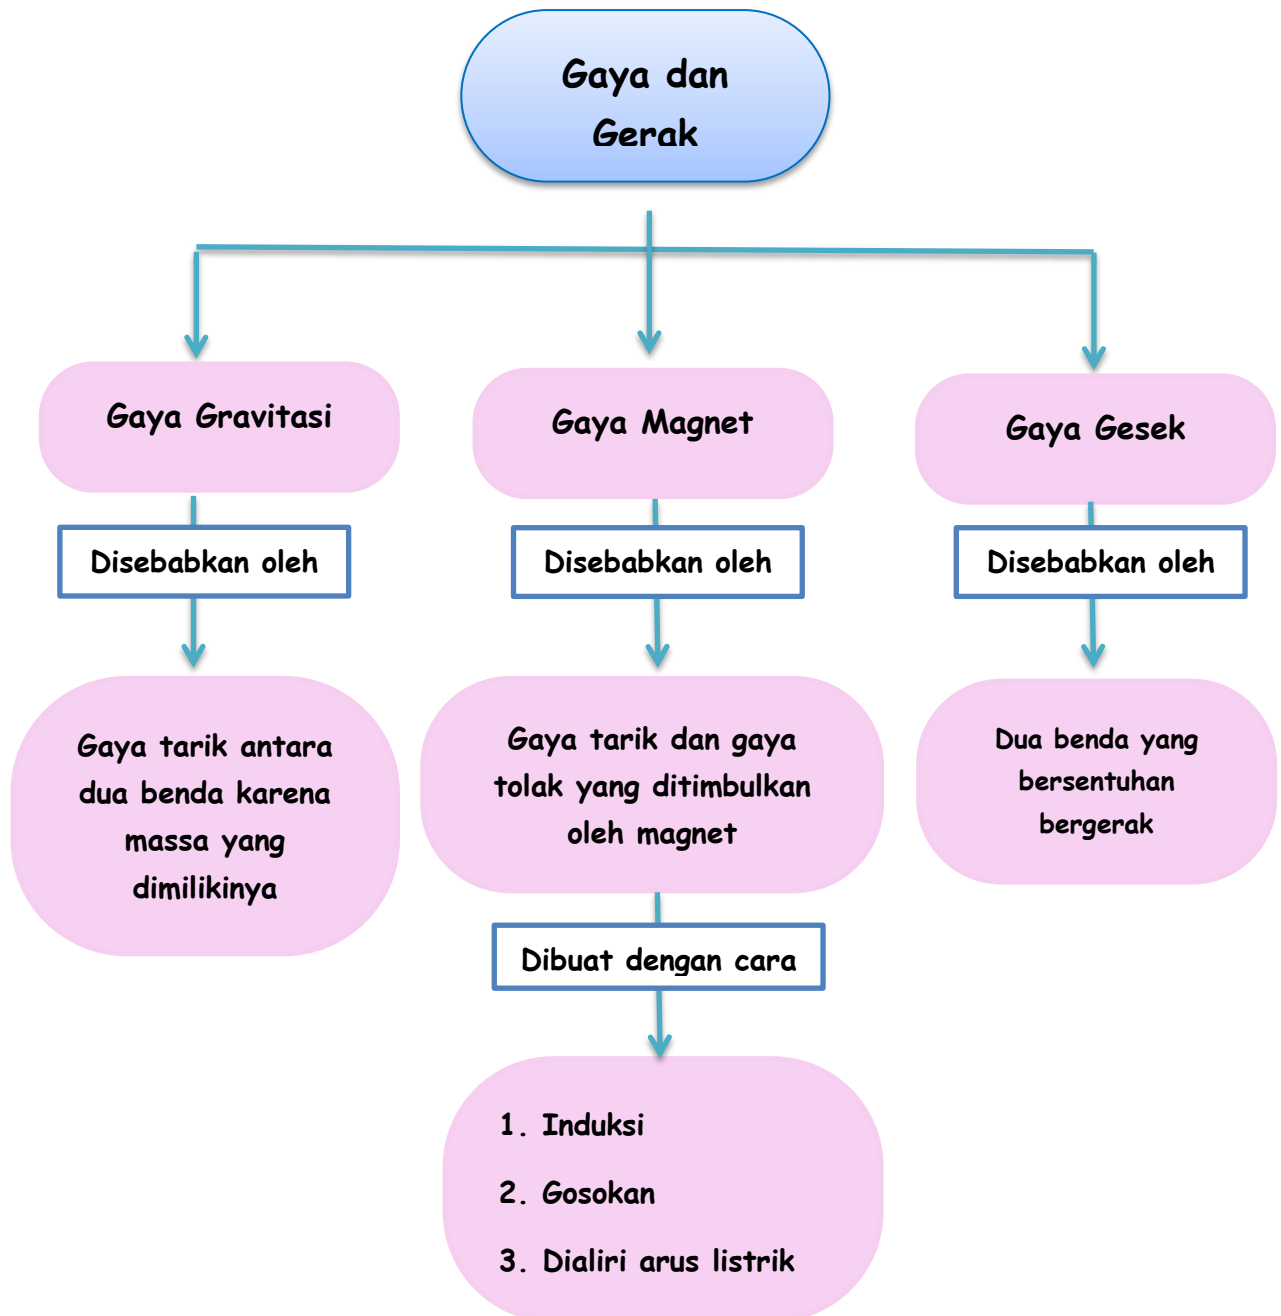 Gaya dan
Gerak
Gaya Gravitasi
Gaya Magnet
Gaya Gesek
Disebabkan oleh
Disebabkan oleh
Disebabkan oleh
Gaya tarik antara
dua benda karena
massa yang
dimilikinya
Gaya tarik dan gaya
tolak yang ditimbulkan
oleh magnet
Dua benda yang
bersentuhan
bergerak
Dibuat dengan cara
1. Induksi
2. Gosokan
3. Dialiri arus listrik